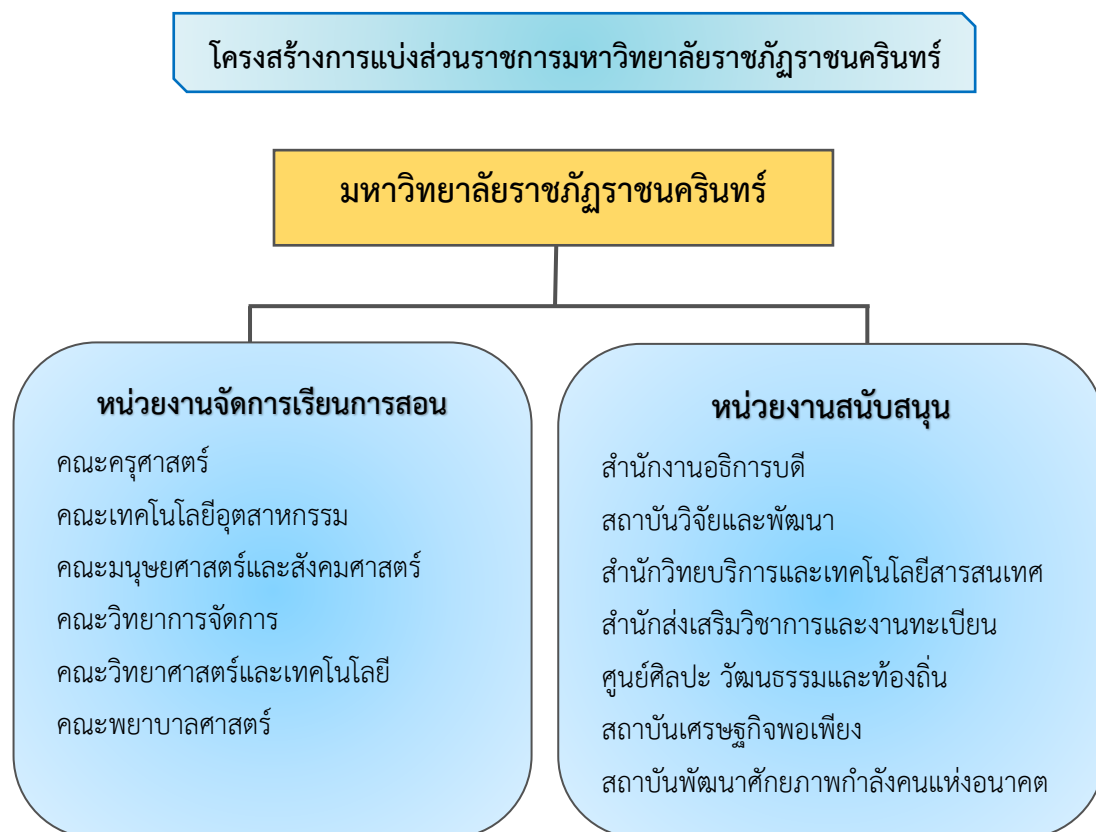 โครงสร้างการแบ่งส่วนราชการมหาวิทยาลัยราชภัฏราชนครินทร์
มหาวิทยาลัยราชภัฏราชนครินทร์
หน่วยงานจัดการเรียนการสอน
คณะครุศาสตร์
คณะเทคโนโลยีอุตสาหกรรม
คณะมนุษยศาสตร์และสังคมศาสตร์
คณะวิทยาการจัดการ
คณะวิทยาศาสตร์และเทคโนโลยี
คณะพยาบาลศาสตร์
หน่วยงานสนับสนุน
สำนักงานอธิการบดี
สถาบันวิจัยและพัฒนา
สำนักวิทยบริการและเทคโนโลยีสารสนเทศ
สำนักส่งเสริมวิชาการและงานทะเบียน
ศูนย์ศิลปะ วัฒนธรรมและท้องถิ่น
สถาบันเศรษฐกิจพอเพียง
สถาบันพัฒนาศักยภาพกำลังคนแห่งอนาคต